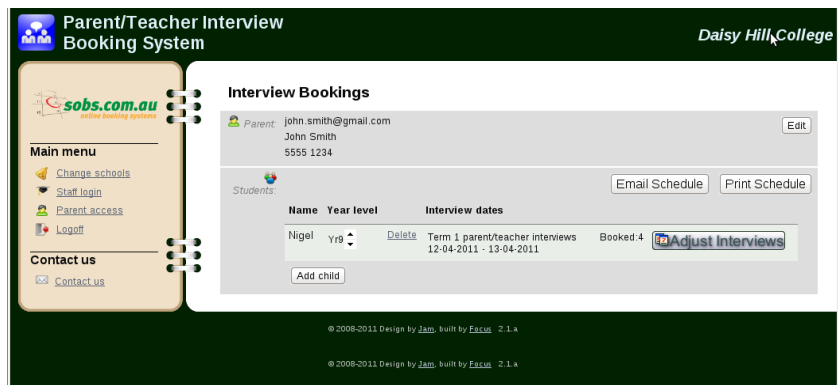 Parent/Teacher Interview
Booking System
Daisy Hill College
sobs.com.au
online booking systems
Main menu
Change schools
Staff login
Parent access
Logoff
Contact us
Contact us
Interview Bookings
Parent: john.smith@gmail.com Edit
John Smith
5555 1234
Students: Email Schedule Print Schedule
Name Year level Interview dates
Nigel Yr9 Delete Term 1 parent/teacher interviews Booked:4 Adjust Interviews
12-04-2011 - 13-04-2011
Add child
© 2008-2011 Design by Jam, built by Focus 2.1.a
© 2008-2011 Design by Jam, built by Focus 2.1.a